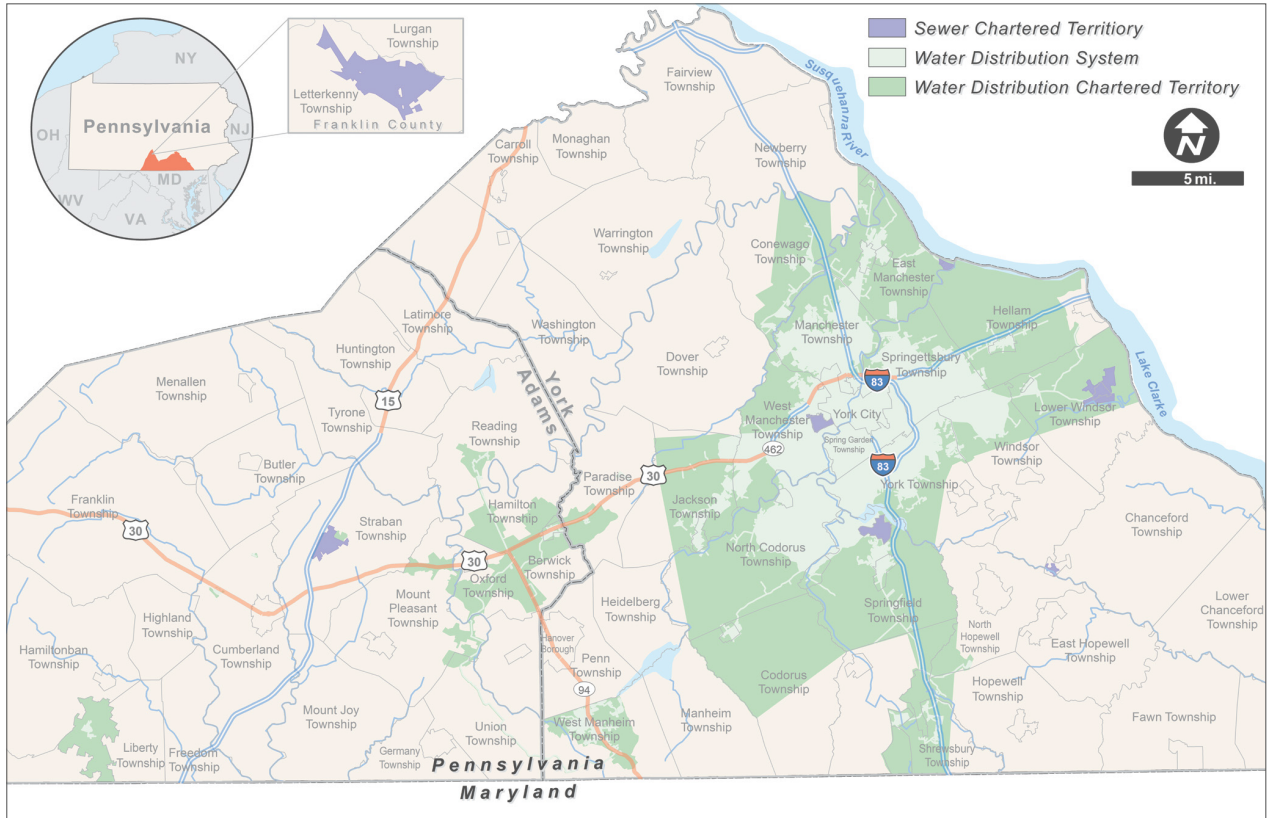 NY
Pennsylvania
OH
NJ
MD
WV
VA
Lurgan
Township
Letterkenny
Township
Franklin County
Sewer Chartered Territory
Water Distribution System
Water Distribution Chartered Territory
N
5 mi.
Susquehanna River
Lake Clarke
Fairview
Township
Monaghan
Township
Carroll
Township
Newberry
Township
Warrington
Township
Conewago
Township
East
Manchester
Township
Latimore
Township
Washington
Township
Manchester
Township
Hellam
Township
Huntington
Township
Dover
Township
Springettsbury
Township
Menallen
Township
York
Adams
15
83
Tyrone
Township
West
Manchester
Township
York City
Lower Windsor
Township
Reading
Township
Spring Garden
Township
462
Windsor
Township
Butler
Township
83
Paradise
Township
30
York Township
Franklin
Township
30
Hamilton
Township
Jackson
Township
Straban
Township
Chanceford
Township
30
Berwick
Township
North Codorus
Township
Oxford
Township
Mount
Pleasant
Township
Heidelberg
Township
Springfield
Township
Lower
Chanceford
Township
Highland
Township
North
Hopewell
Township
Hamiltonban
Township
Cumberland
Township
Hanover
Borough
East Hopewell
Township
Penn
Township
Codorus
Township
Hopewell
Township
94
Mount Joy
Township
Manheim
Township
Fawn Township
Union
Township
West Manheim
Township
Liberty
Township
Freedom
Township
Germany
Township
Shrewsbury
Township
Pennsylvania
Maryland